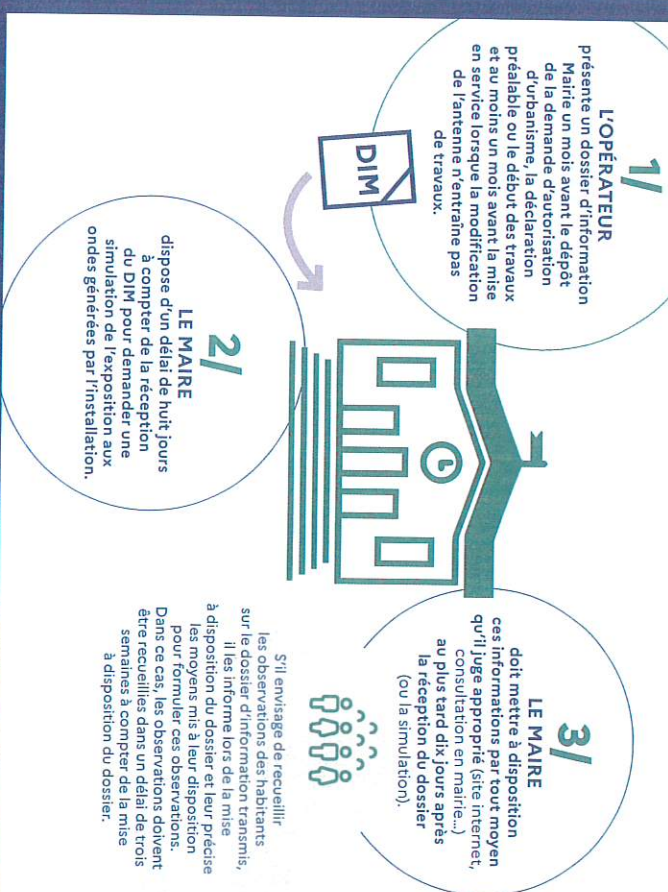 1/
L'OPÉRATEUR
présente un dossier d'information
Mairie un mois avant le dépôt
de la demande d'autorisation
d'urbanisme, la déclaration
préalable ou le début des travaux
et au moins un mois avant la mise
en service lorsque la modification
de l'antenne n'entraîne pas
de travaux.
DIM
2/
LE MAIRE
dispose d'un délai de huit jours
à compter de la réception
du DIM pour demander une
simulation de l'exposition aux
ondes générées par l'installation.
3/
LE MAIRE
doit mettre à disposition
ces informations par tout moyen
qu'il juge approprié (site internet,
consultation en mairie...)
au plus tard dix jours après
la réception du dossier
(ou la simulation).
S'il envisage de recueillir
les observations des habitants
sur le dossier d'information transmis,
il les informe lors de la mise
à disposition du dossier et leur précise
les moyens mis à leur disposition
pour formuler ces observations.
Dans ce cas, les observations doivent
être recueillies dans un délai de trois
semaines à compter de la mise
à disposition du dossier.